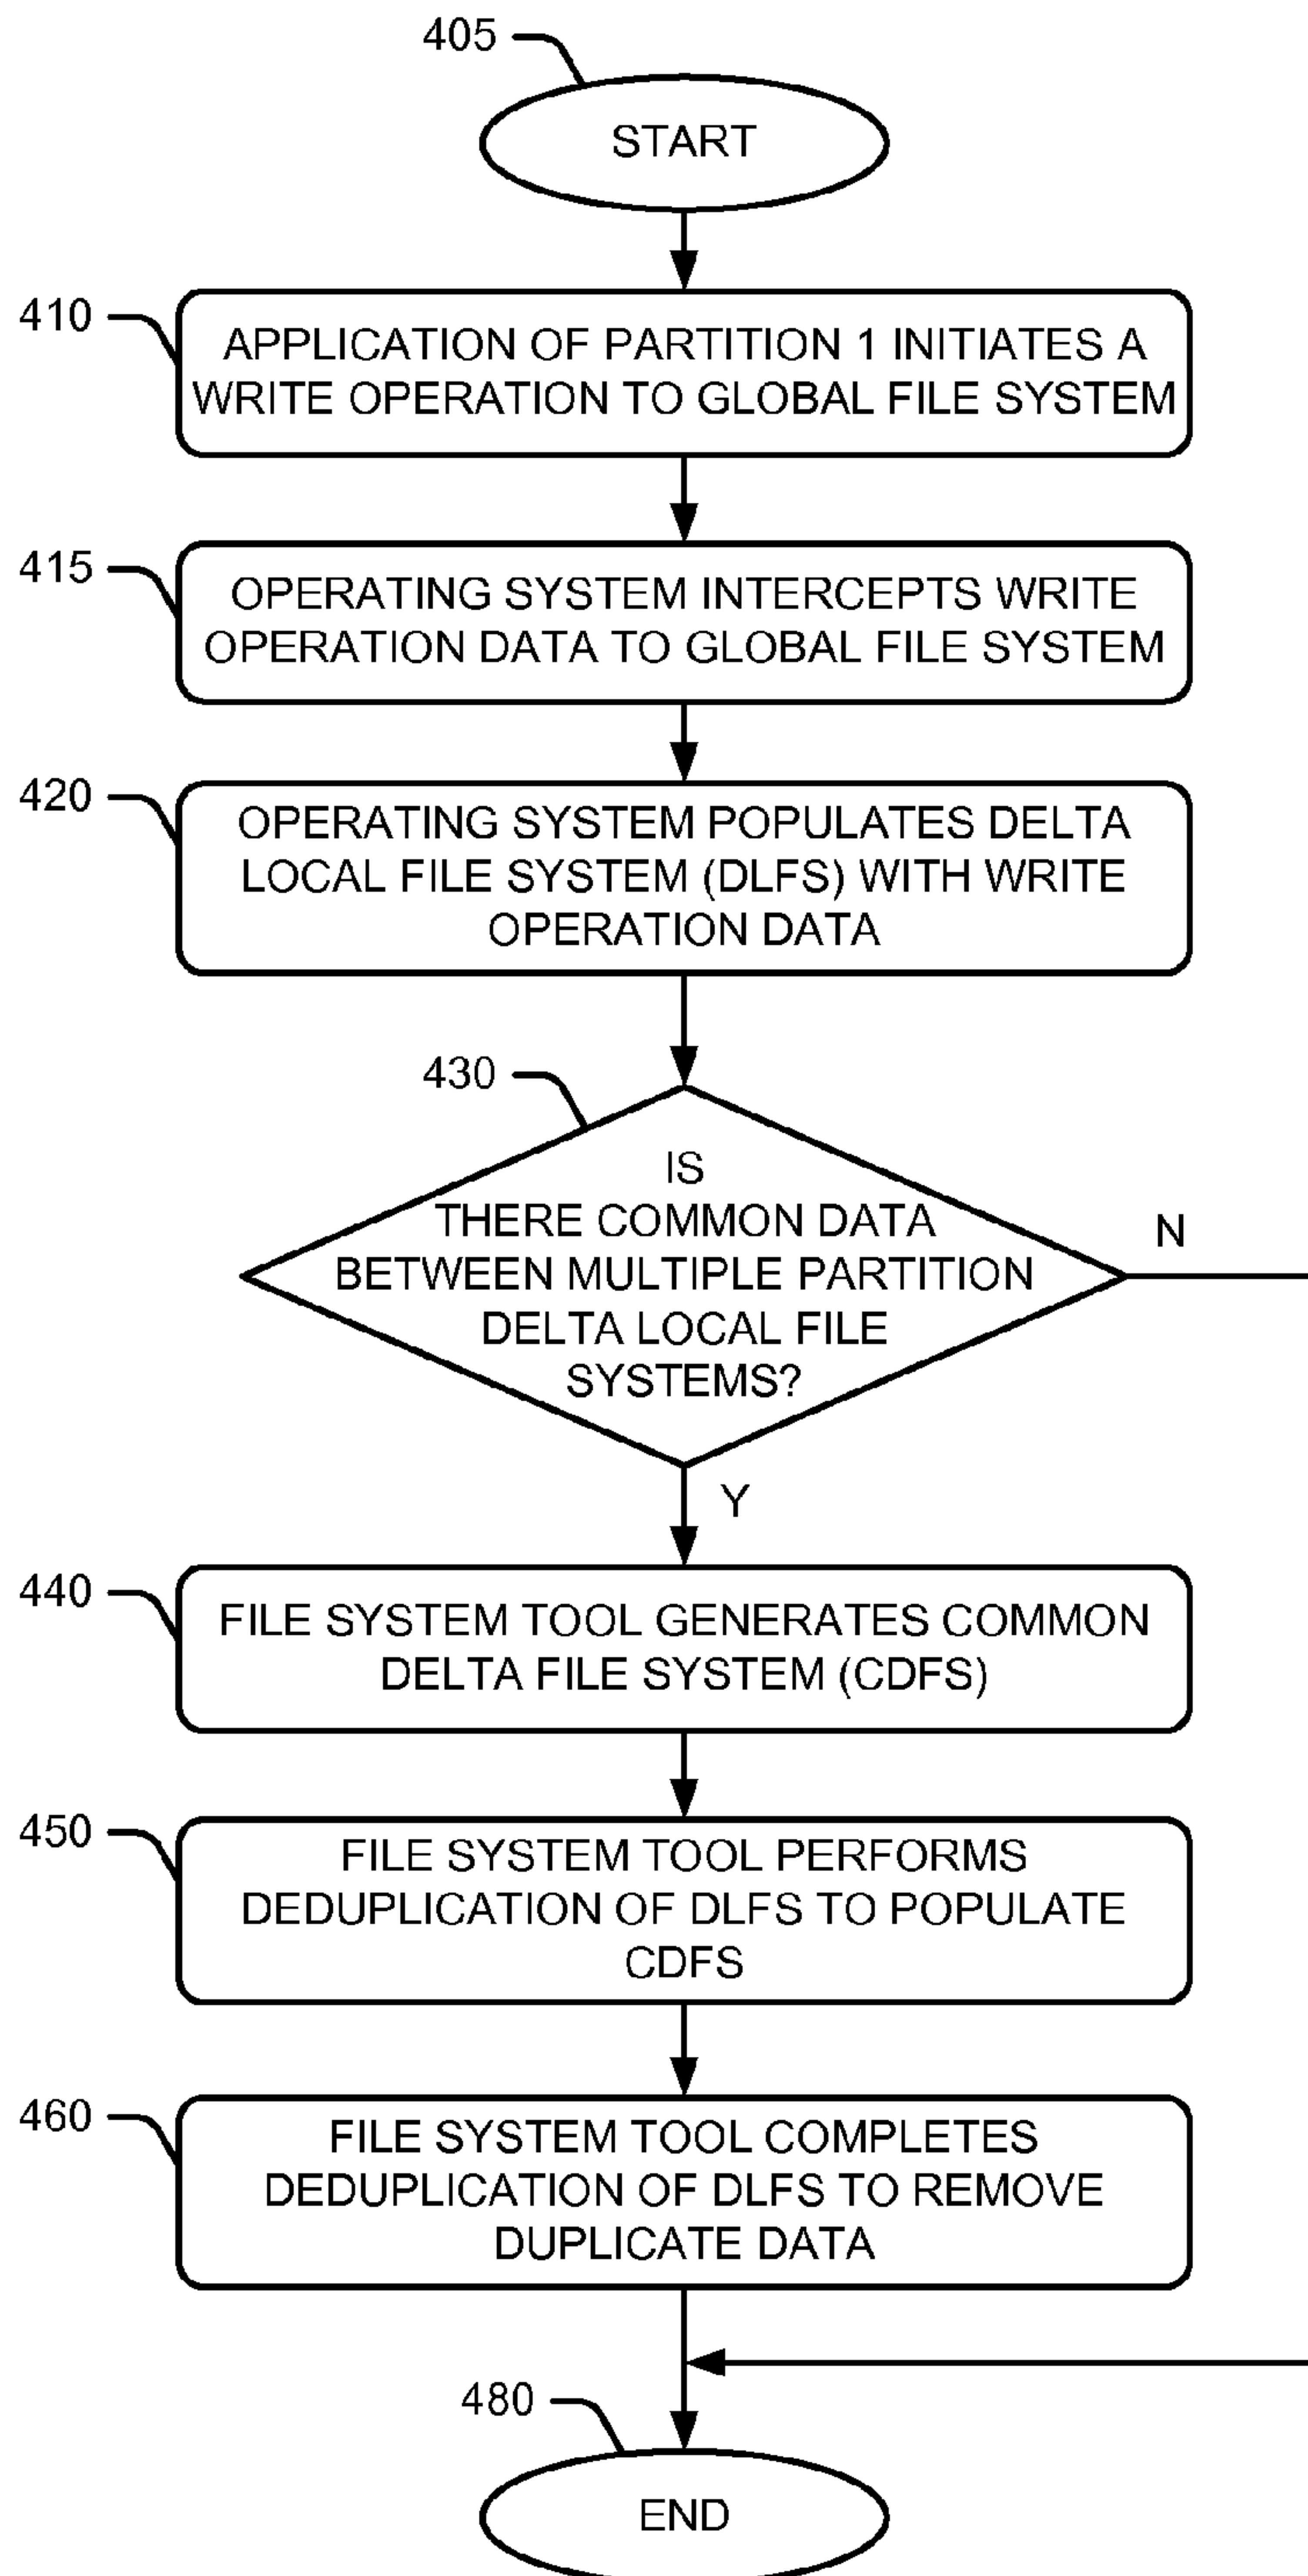 405
START
410
APPLICATION OF PARTITION 1 INITIATES A
WRITE OPERATION TO GLOBAL FILE SYSTEM
415
OPERATING SYSTEM INTERCEPTS WRITE
OPERATION DATA TO GLOBAL FILE SYSTEM
420
OPERATING SYSTEM POPULATES DELTA
LOCAL FILE SYSTEM (DLFS) WITH WRITE
OPERATION DATA
430
IS
THERE COMMON DATA
BETWEEN MULTIPLE PARTITION
DELTA LOCAL FILE
SYSTEMS?
N
Y
440
FILE SYSTEM TOOL GENERATES COMMON
DELTA FILE SYSTEM (CDFS)
450
FILE SYSTEM TOOL PERFORMS
DEDUPLICATION OF DLFS TO POPULATE
CDFS
460
FILE SYSTEM TOOL COMPLETES
DEDUPLICATION OF DLFS TO REMOVE
DUPLICATE DATA
480
END